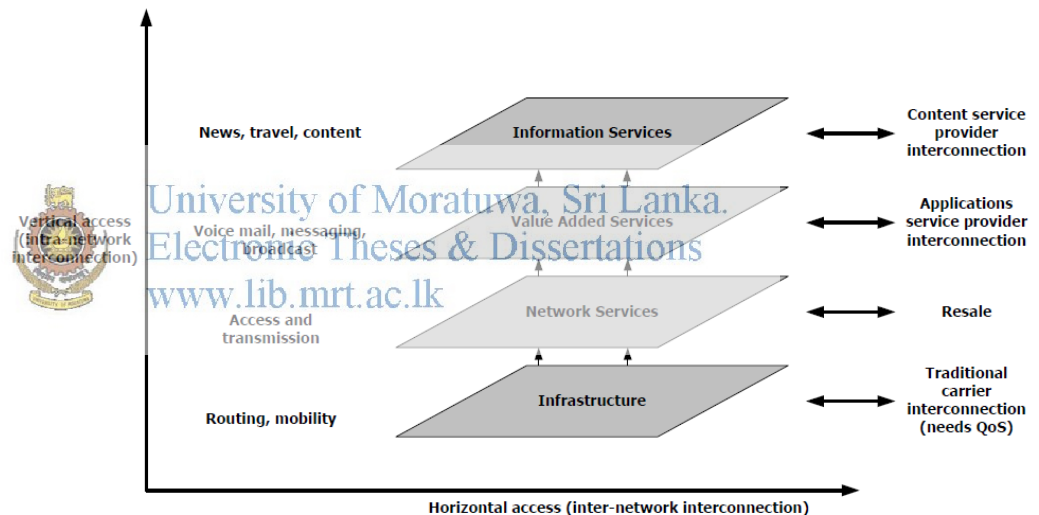 News, travel, content
Information Services
Content service
provider
interconnection
University of Moratuwa, Sri Lanka.
Electronic Theses & Dissertations
www.lib.mrt.ac.lk
Vertical access
((intra-network
interconnection)
Voice mail, messaging,
broadcast
Value Added Services
Applications
service provider
interconnection
Access and
transmission
Network Services
Resale
Routing, mobility
Infrastructure
Traditional
carrier
interconnection
(needs QoS)
Horizontal access (inter-network interconnection)